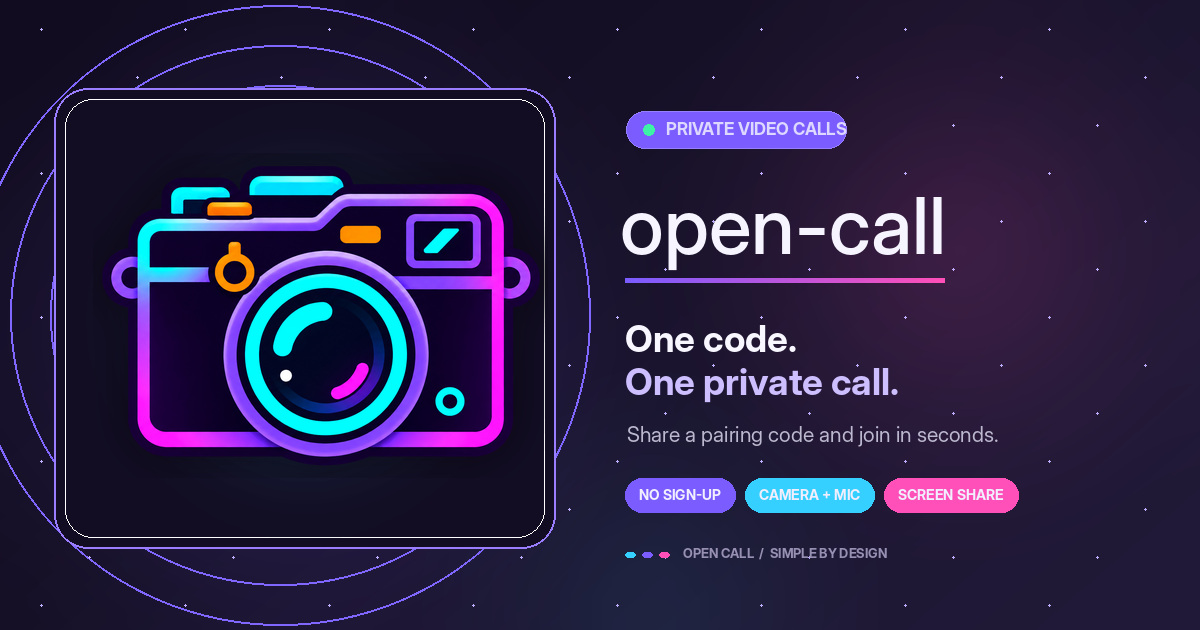 PRIVATE VIDEO CALLS
open-call
One code.
One private call.
Share a pairing code and join in seconds.
NO SIGN-UP CAMERA + MIC SCREEN SHARE
OPEN CALL / SIMPLE BY DESIGN